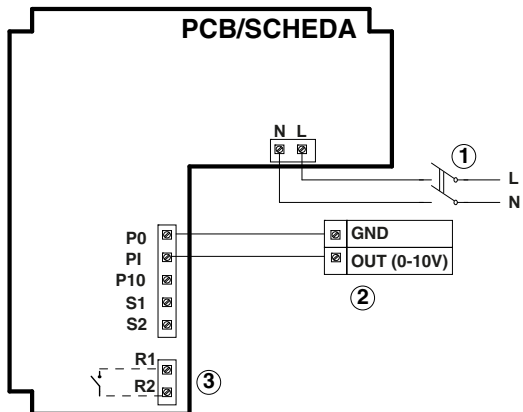 PCB/SCHEDA
N L
1
L
N
P0
PI
P10
S1
S2
GND
OUT (0-10V)
2
R1
R2
3